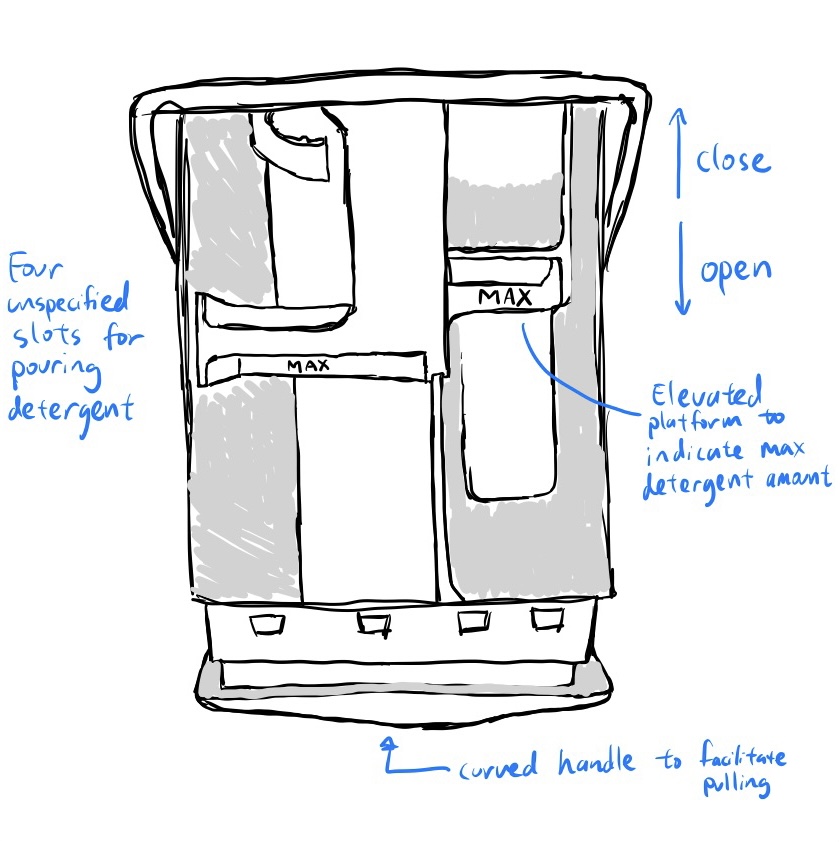 close
open
MAX
MAX
Four
unspecified
slots for
pouring
detergent
Elevated
platform to
indicate max
detergent amant
curved handle to facilitate
pulling